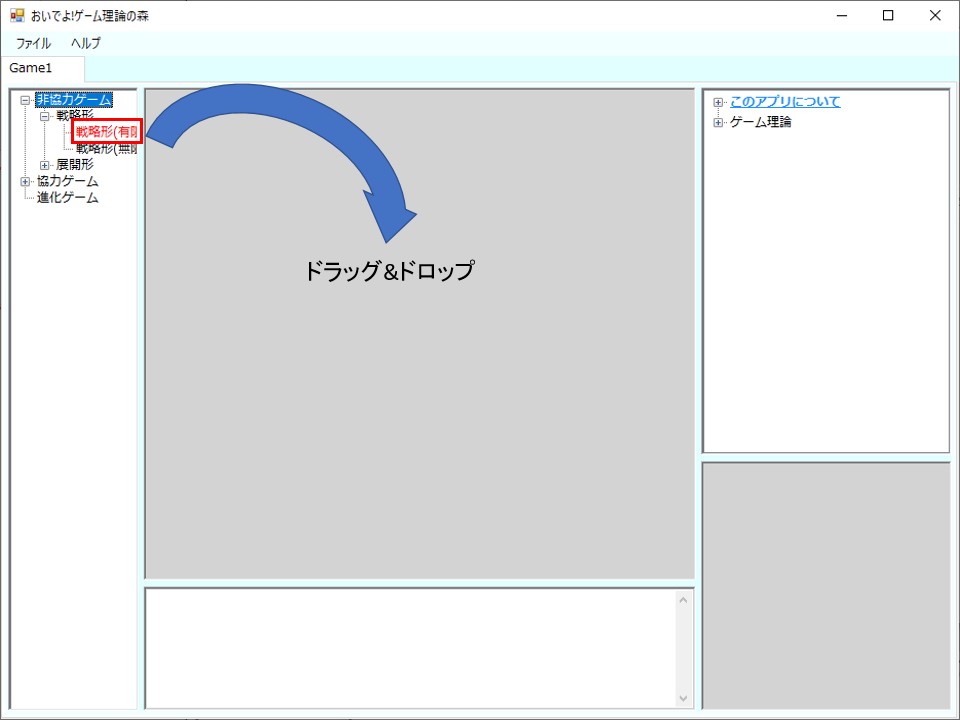 おいでよ!ゲーム理論の森
ファイル ヘルプ
Game1
非協力ゲーム
戦略形
戦略形(有限
戦略形(無限
展開形
協力ゲーム
進化ゲーム
ドラッグ&ドロップ
このアプリについて
ゲーム理論